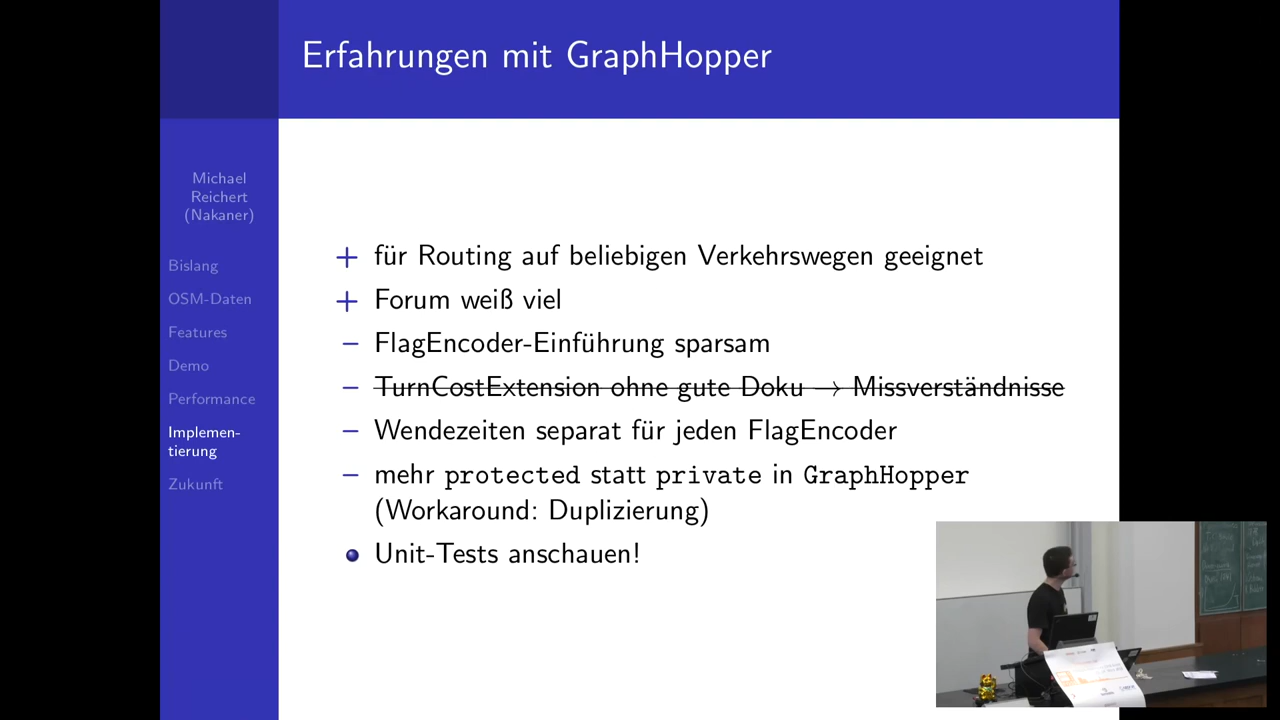 Erfahrungen mit GraphHopper
Michael
Reichert
(Nakaner)
Bislang
OSM-Daten
Features
Demo
Performance
Implemen-
tierung
Zukunft
+ für Routing auf beliebigen Verkehrswegen geeignet
+ Forum weiß viel
– FlagEncoder-Einführung sparsam
– TurnCostExtension ohne gute Doku → Missverständnisse
– Wendezeiten separat für jeden FlagEncoder
– mehr protected statt private in GraphHopper
(Workaround: Duplizierung)
• Unit-Tests anschauen!